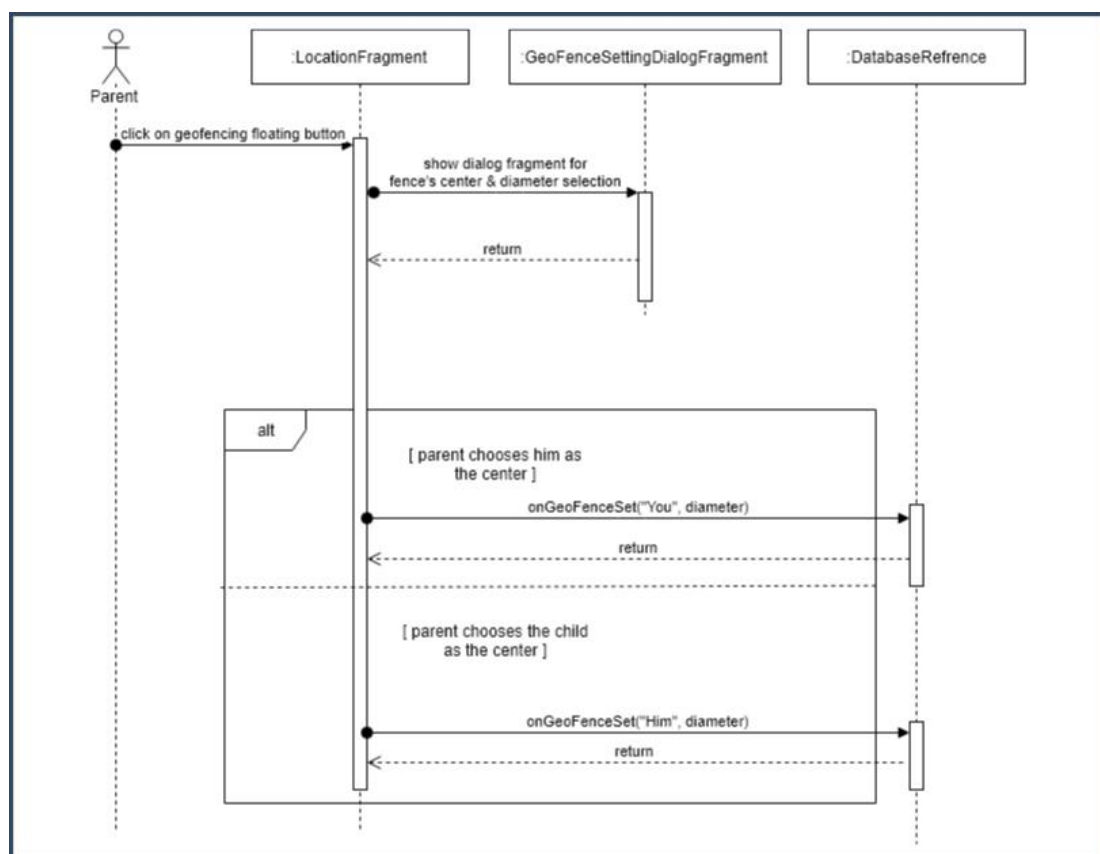 Parent
:LocationFragment
:GeoFenceSettingDialogFragment
:DatabaseRefrence
click on geofencing floating button
show dialog fragment for
fence's center & diameter selection
return
alt
[ parent chooses him as
the center ]
onGeoFenceSet("You", diameter)
return
[ parent chooses the child
as the center ]
onGeoFenceSet("Him", diameter)
return